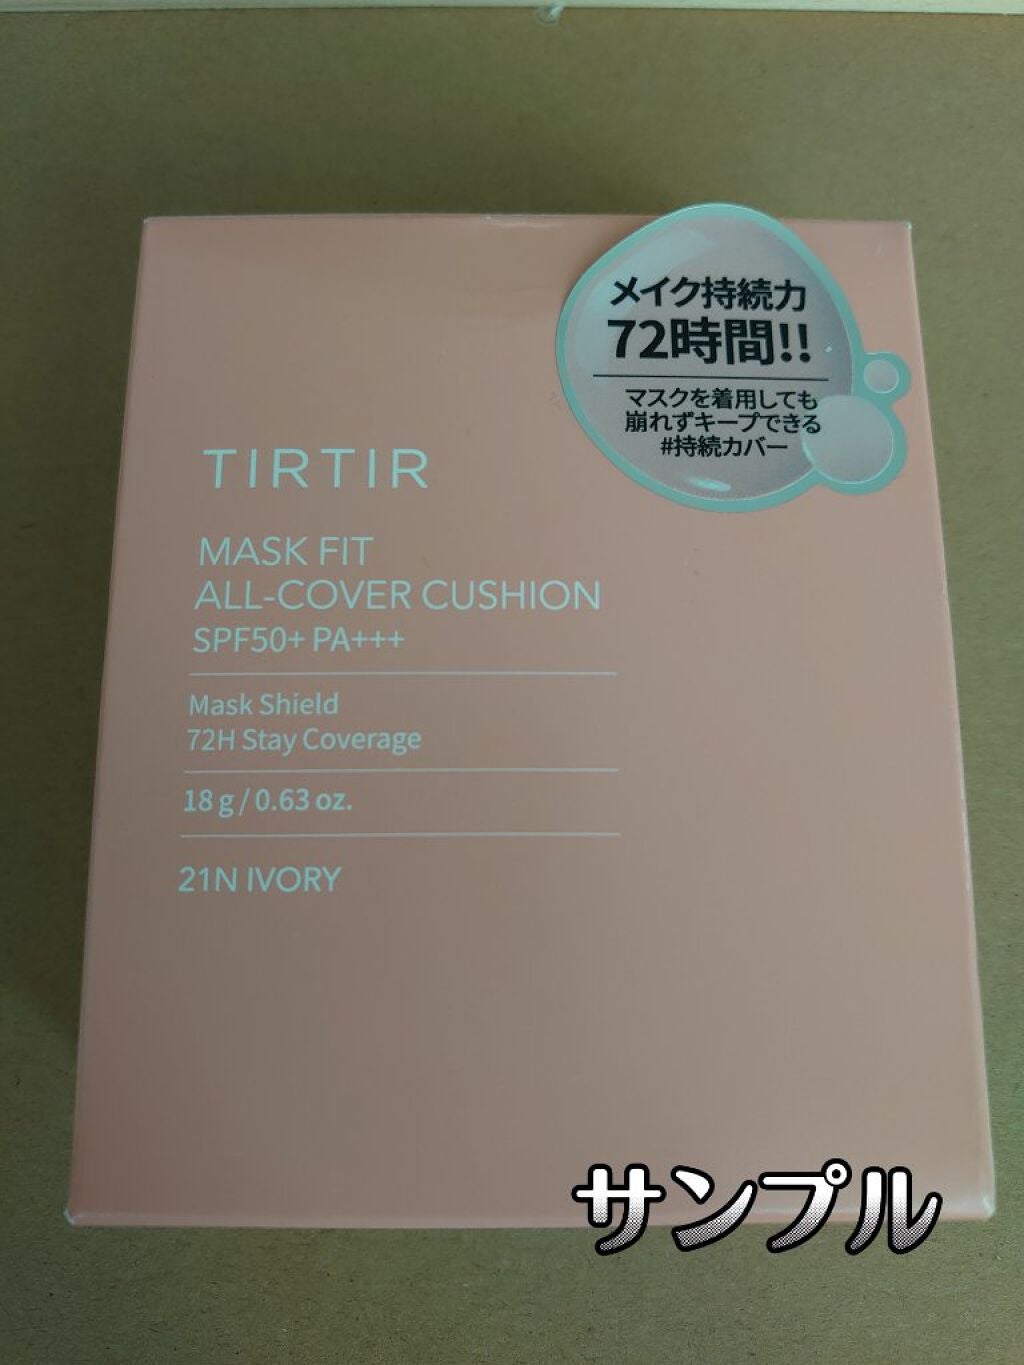 メイク持続力
72時間!!
マスクを着用しても
崩れずキープできる
#持続カバー
TIRTIR
MASK FIT
ALL-COVER CUSHION
SPF50+ PA+++
Mask Shield
72H Stay Coverage
18 g / 0.63 oz.
21N IVORY
サンプル